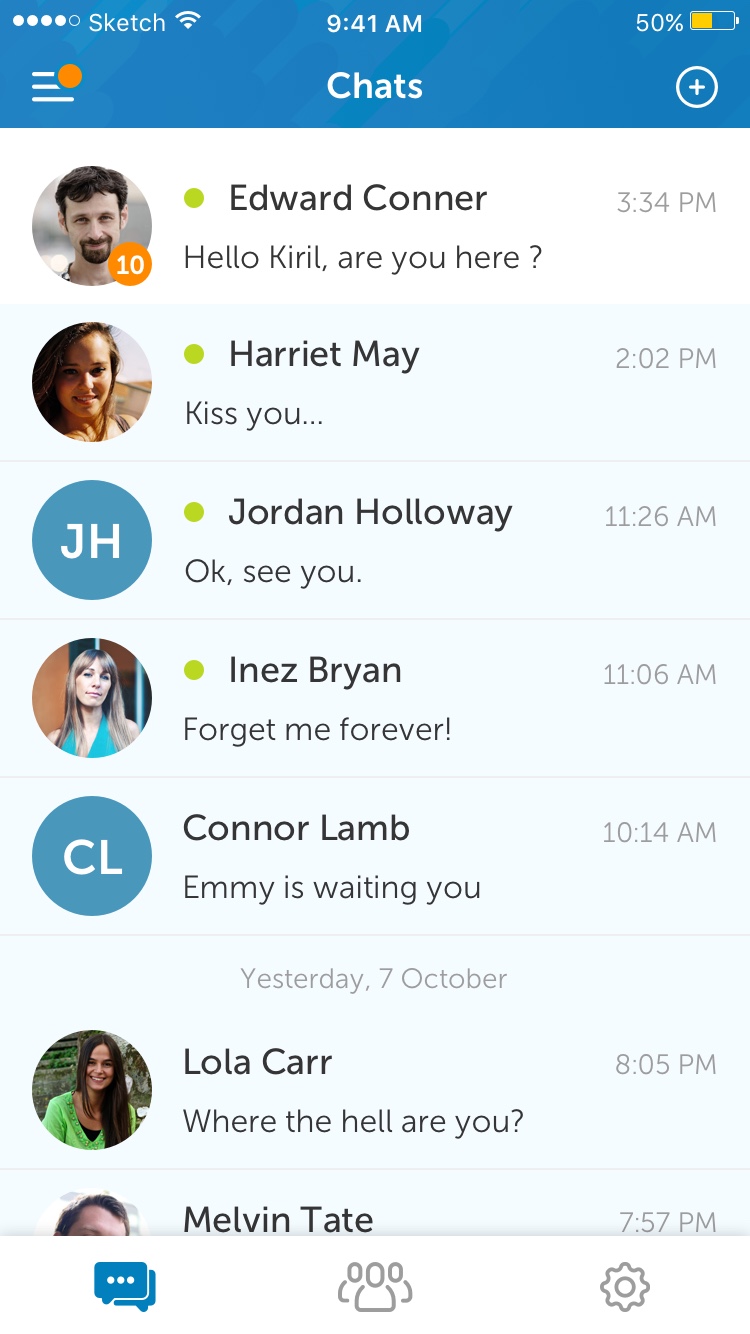 Sketch 9:41 AM 50%
Chats
Edward Conner 3:34 PM
10
Hello Kiril, are you here ?
Harriet May 2:02 PM
Kiss you...
JH
Jordan Holloway 11:26 AM
Ok, see you.
Inez Bryan 11:06 AM
Forget me forever!
CL
Connor Lamb 10:14 AM
Emmy is waiting you
Yesterday, 7 October
Lola Carr 8:05 PM
Where the hell are you?
Melvin Tate 7:57 PM